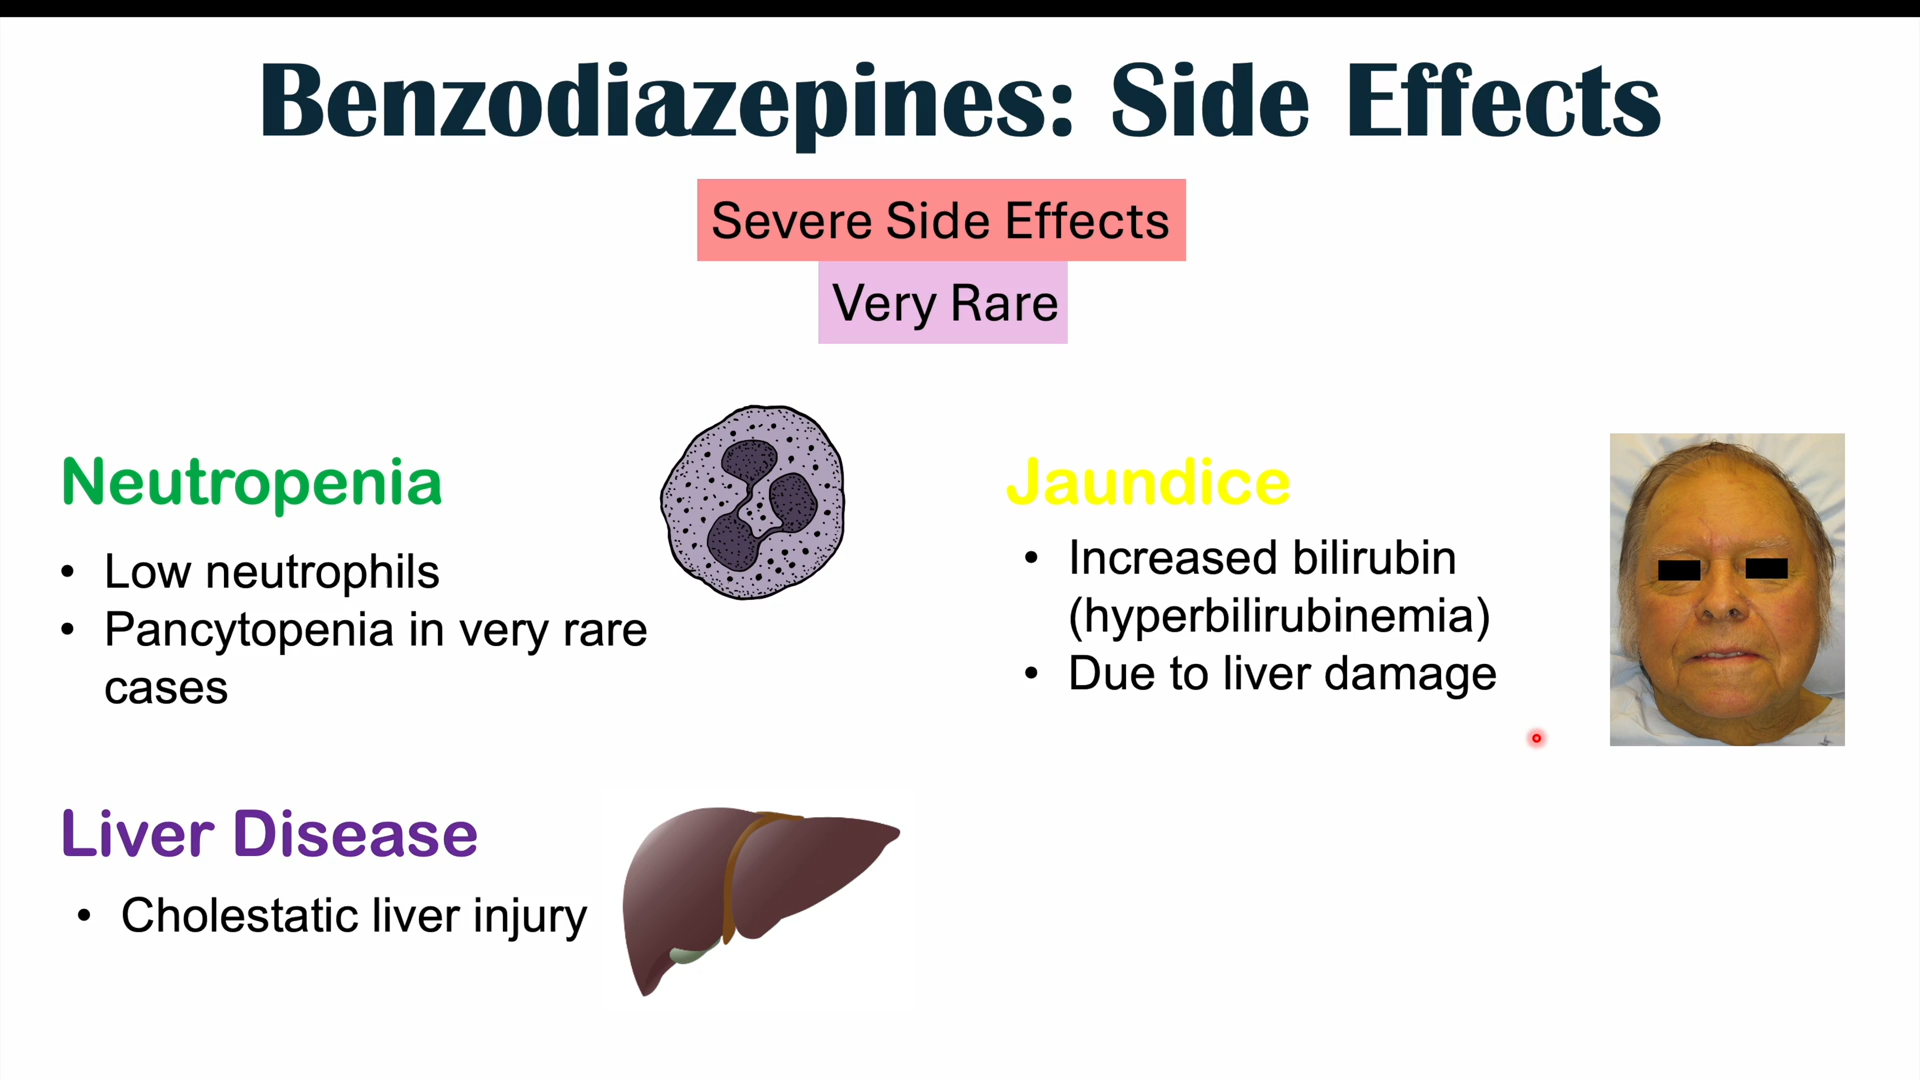 Benzodiazepines: Side Effects
Severe Side Effects
Very Rare
Neutropenia
• Low neutrophils
• Pancytopenia in very rare
cases
Liver Disease
• Cholestatic liver injury
Jaundice
• Increased bilirubin
(hyperbilirubinemia)
• Due to liver damage